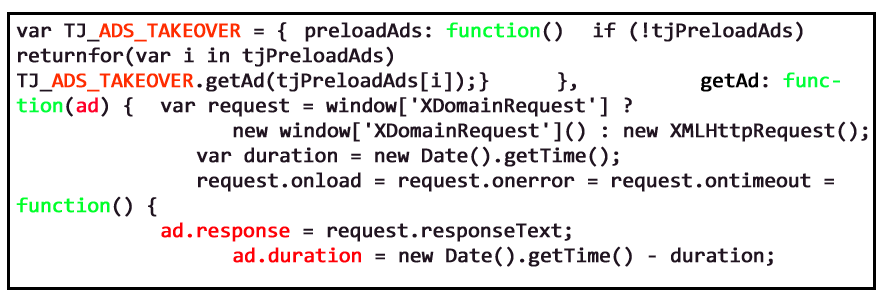 var TJ_ADS_TAKEOVER = { preloadAds: function()  if (!tjPreloadAds)
returnfor(var i in tjPreloadAds)
TJ_ADS_TAKEOVER.getAd(tjPreloadAds[i]);}     },         getAd: func-
tion(ad) {  var request = window['XDomainRequest'] ?
new window['XDomainRequest']() : new XMLHttpRequest();
var duration = new Date().getTime();
request.onload = request.onerror = request.ontimeout =
function() {
ad.response = request.responseText;
ad.duration = new Date().getTime() - duration;